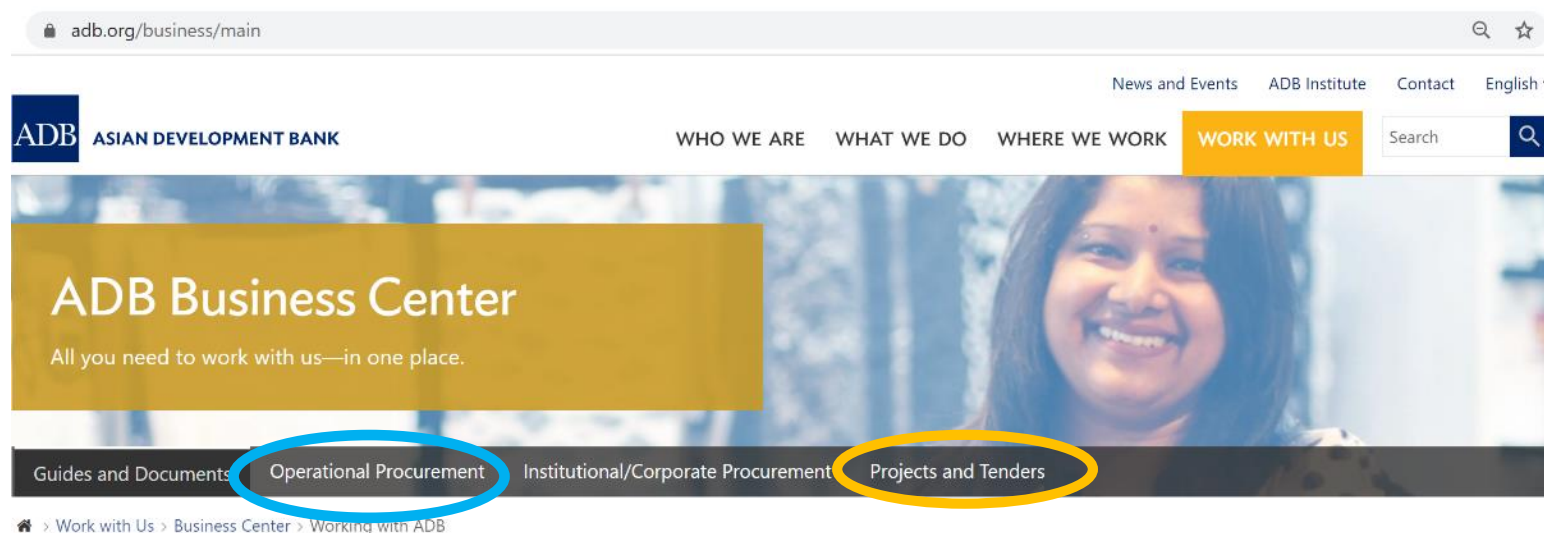 adb.org/business/main
News and Events ADB Institute Contact English
ADB ASIAN DEVELOPMENT BANK WHO WE ARE WHAT WE DO WHERE WE WORK WORK WITH US Search
ADB Business Center
All you need to work with us—in one place.
Guides and Documents Operational Procurement Institutional/Corporate Procurement Projects and Tenders
> Work with Us > Business Center > Working with ADB